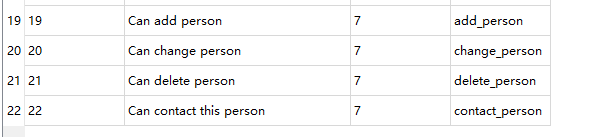 19 19 Can add person 7 add_person
20 20 Can change person 7 change_person
21 21 Can delete person 7 delete_person
22 22 Can contact this person 7 contact_person